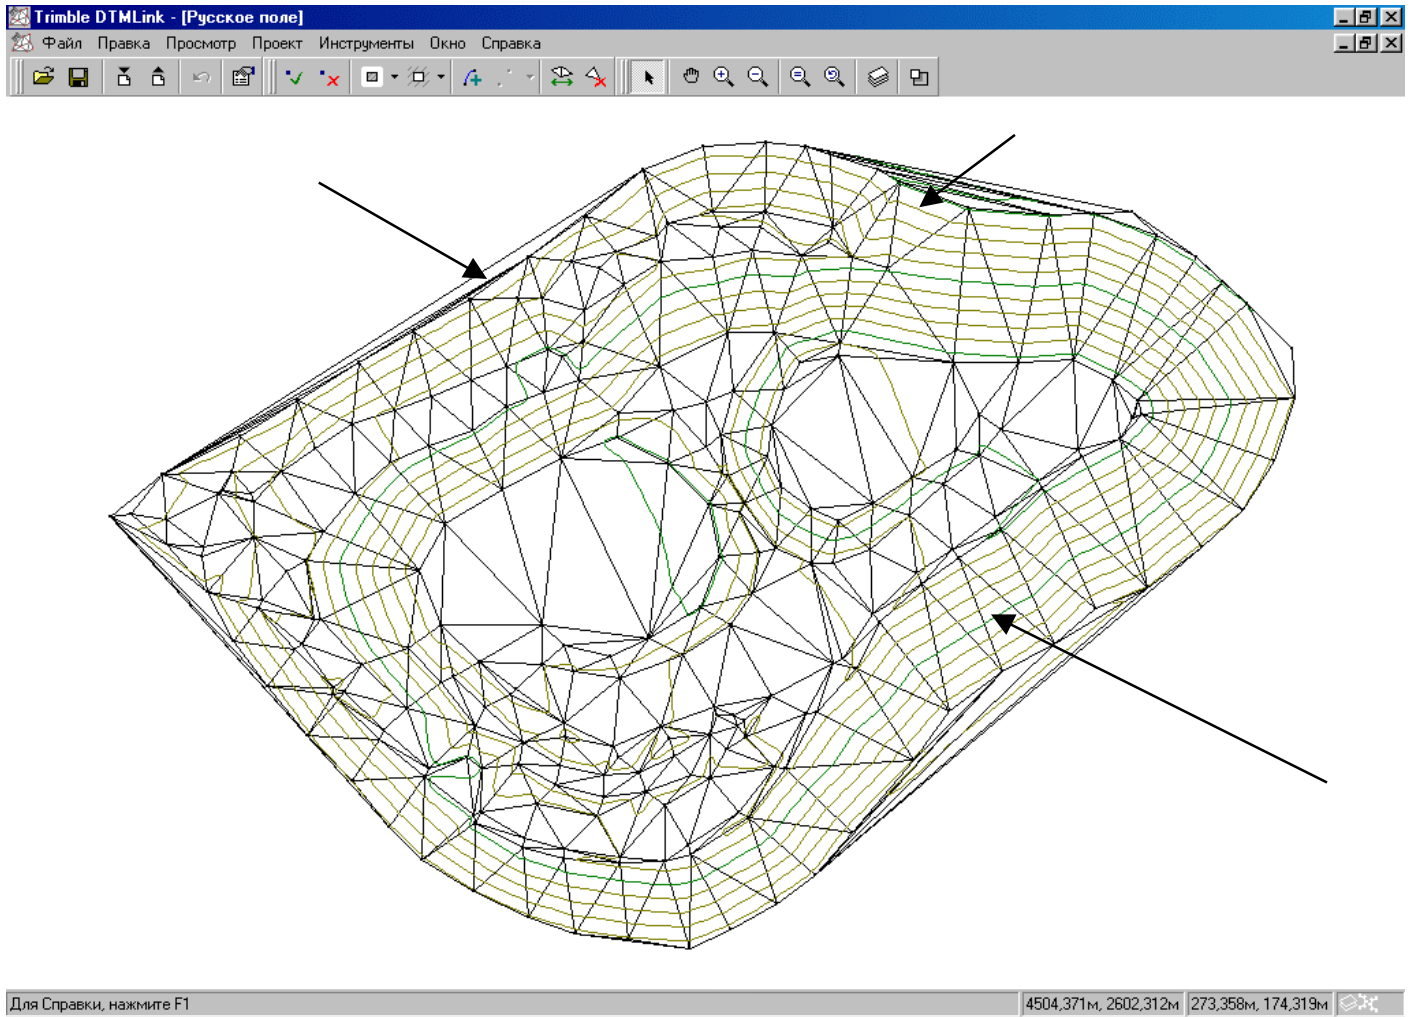 Trimble DTMLink - [Русское поле]
Файл Правка Просмотр Проект Инструменты Окно Справка
Для Справки, нажмите F1 4504,371м, 2602,312м 273,358м, 174,319м